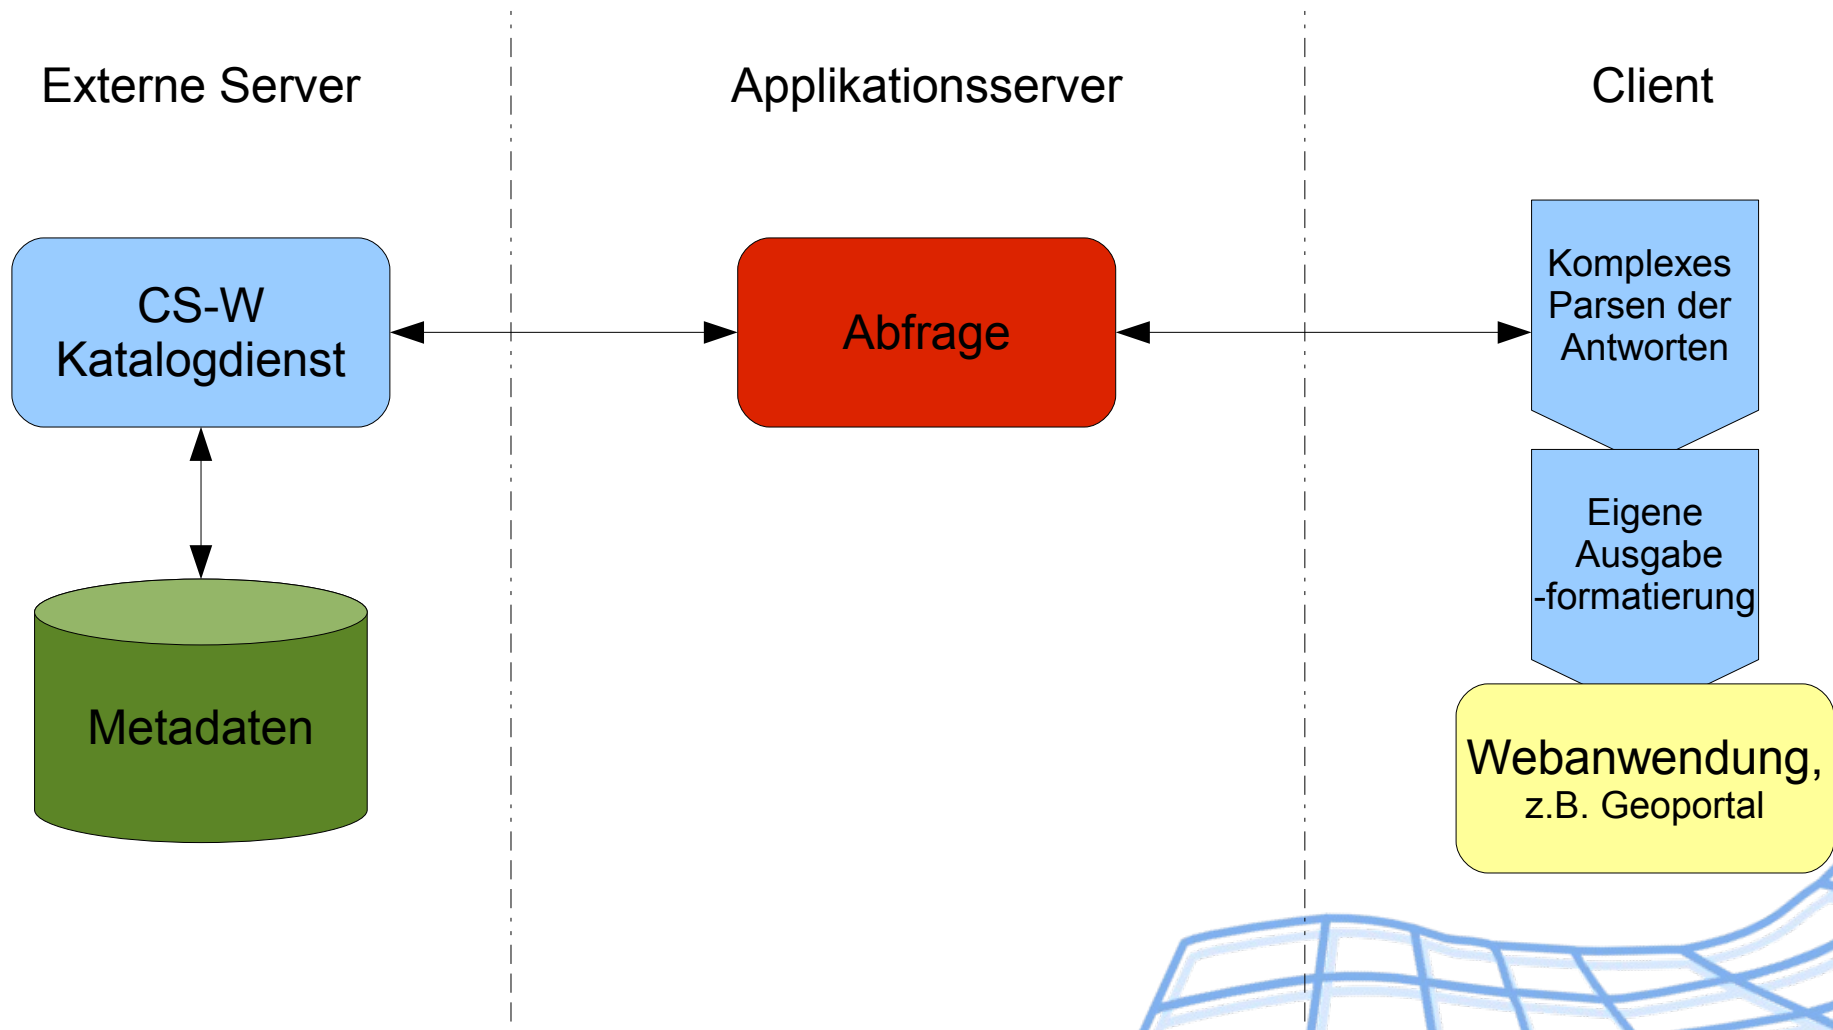 Externe Server
Applikationsserver
Client
CS-W
Katalogdienst
Abfrage
Komplexes
Parsen der
Antworten
Eigene
Ausgabe
-formatierung
Metadaten
Webanwendung,
z.B. Geoportal